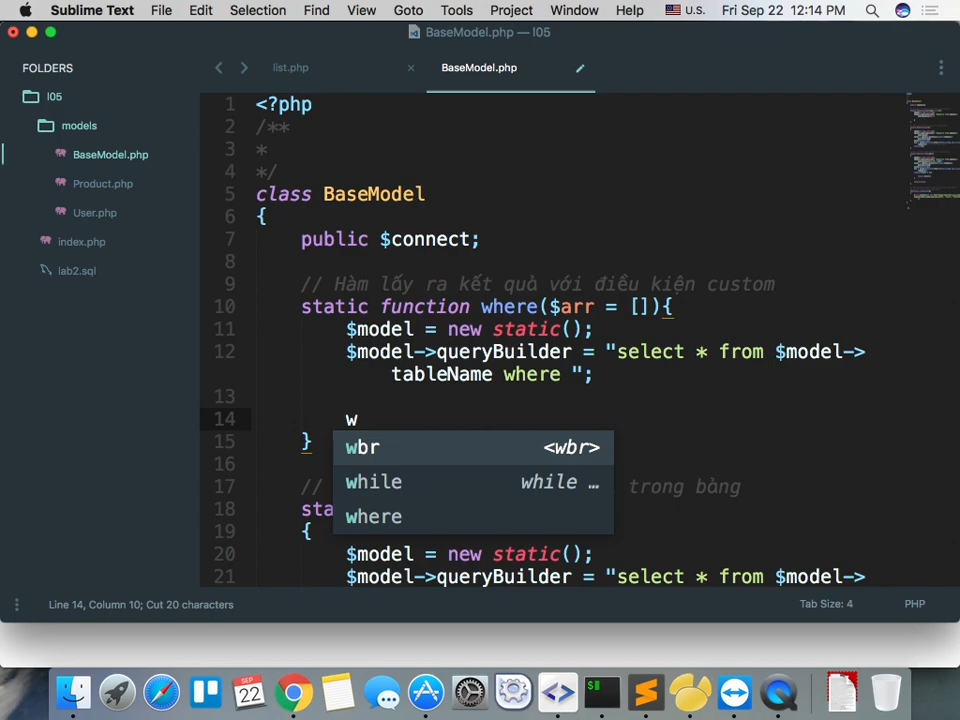 Sublime Text File Edit Selection Find View Goto Tools Project Window Help U.S. Fri Sep 22 12:14 PM
BaseModel.php — l05
FOLDERS
l05
models
BaseModel.php
Product.php
User.php
index.php
lab2.sql
list.php × BaseModel.php
1 <?php
2 /**
3 *
4 */
5 class BaseModel
6 {
7 public $connect;
8
9 // Hàm lấy ra kết quả với điều kiện custom
10 static function where($arr = []){
11 $model = new static();
12 $model->queryBuilder = "select * from $model->
tableName where ";
13
14 w
15 }
16
17 // trong bảng
18 sta
19 {
20 $model = new static();
21 $model->queryBuilder = "select * from $model->
wbr <wbr>
while while …
where
Line 14, Column 10; Cut 20 characters Tab Size: 4 PHP
SEP
22
$